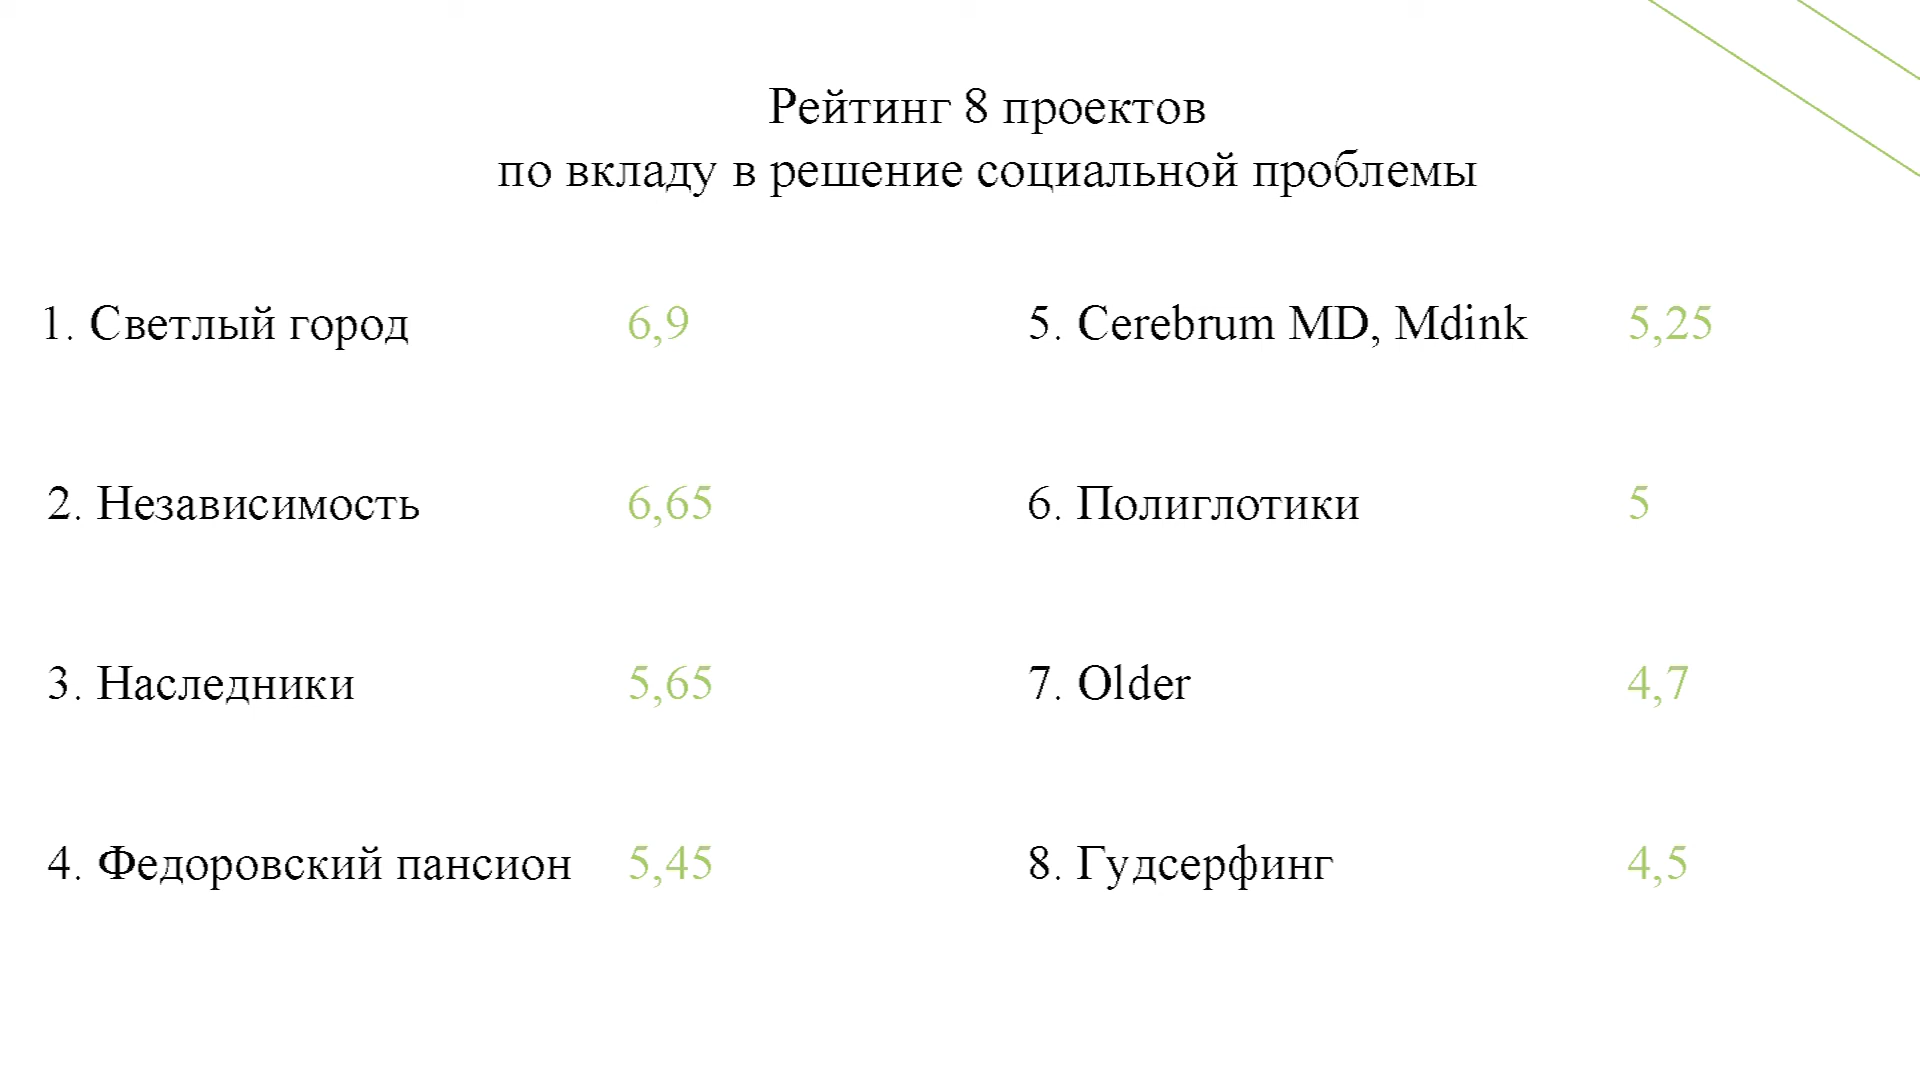 Рейтинг 8 проектов
по вкладу в решение социальной проблемы
1. Светлый город 6,9
2. Независимость 6,65
3. Наследники 5,65
4. Федоровский пансион 5,45
5. Cerebrum MD, Mdink 5,25
6. Полиглотики 5
7. Older 4,7
8. Гудсерфинг 4,5